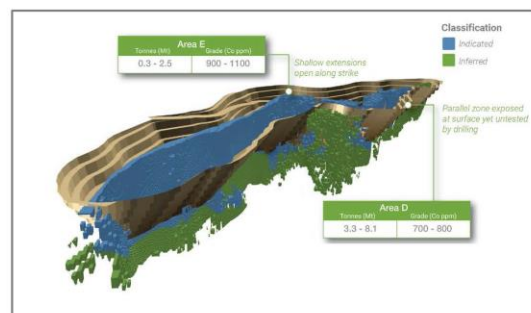 Classification
Indicated
Inferred
Area E
Tonnes (Mt) Grade (Co ppm)
0.3 - 2.5 900 - 1100
Shallow extensions
open along strike
Parallel zone exposed
at surface yet untested
by drilling
Area D
Tonnes (Mt) Grade (Co ppm)
3.3 - 8.1 700 - 800